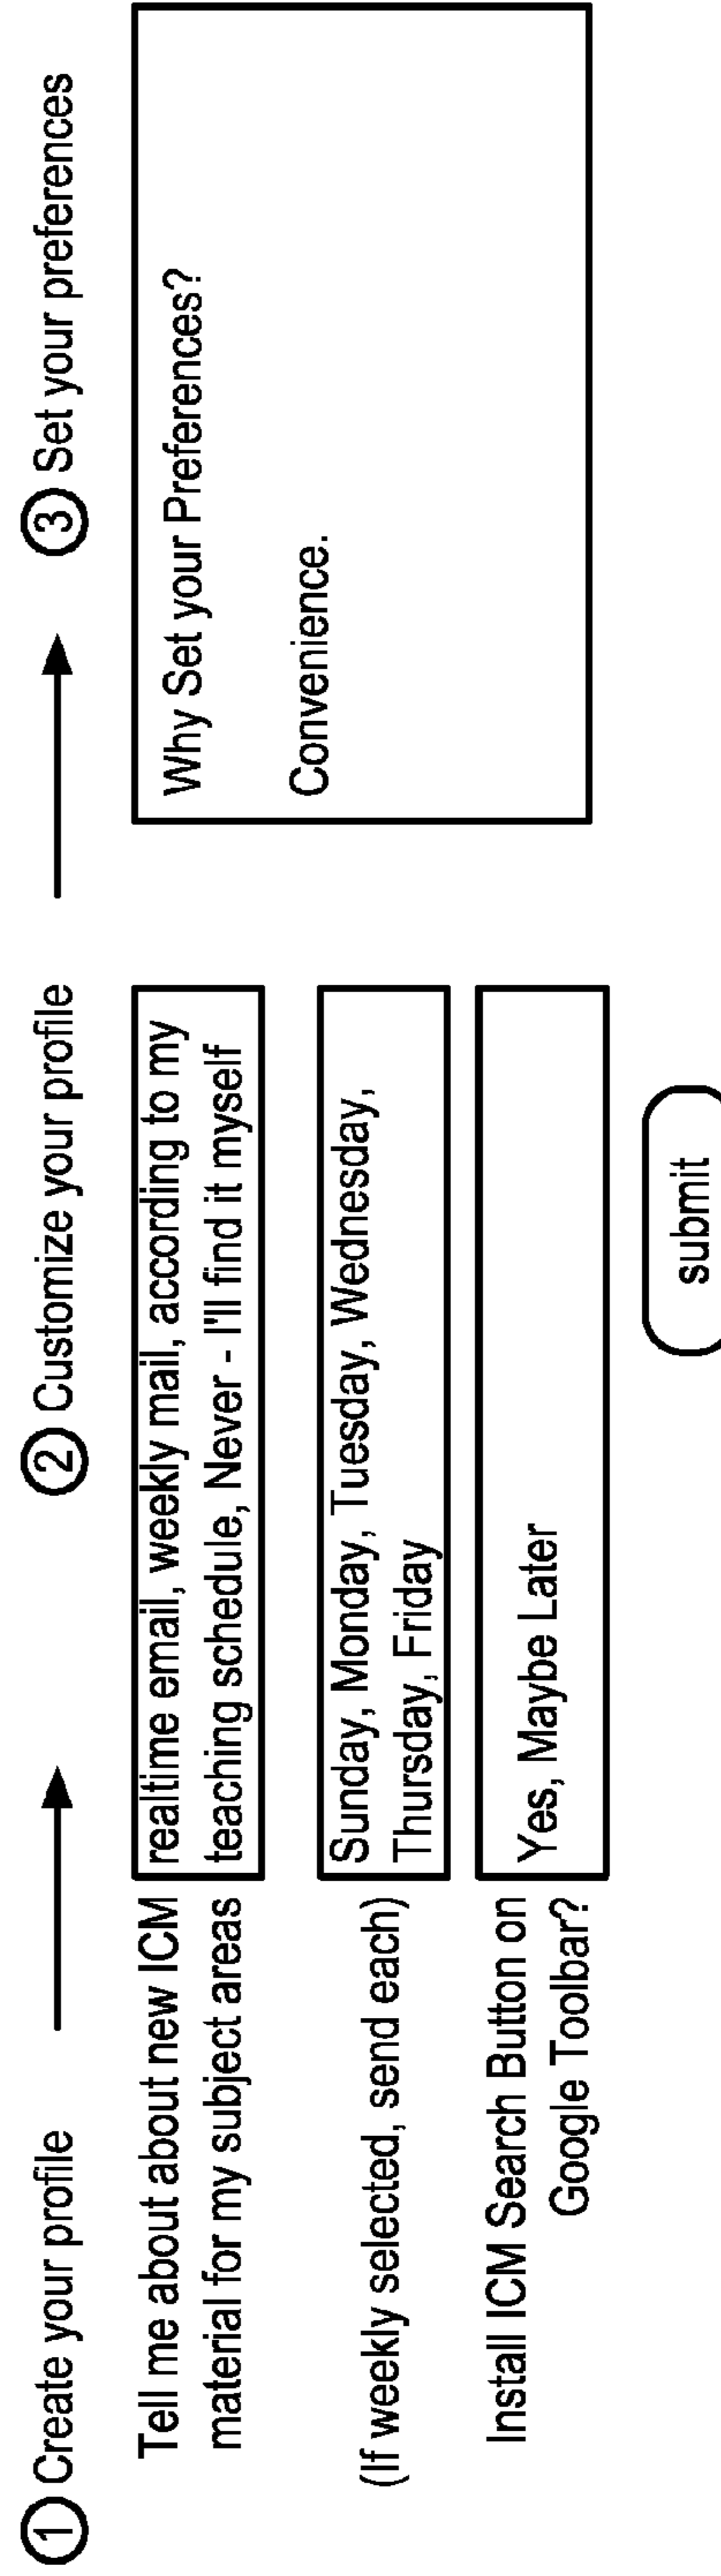 ① Create your profile
② Customize your profile
③ Set your preferences
Tell me about about new ICM
material for my subject areas
realtime email, weekly mail, according to my
teaching schedule, Never - I'll find it myself
(If weekly selected, send each)
Sunday, Monday, Tuesday, Wednesday,
Thursday, Friday
Install ICM Search Button on
Google Toolbar?
Yes, Maybe Later
submit
Why Set your Preferences?
Convenience.